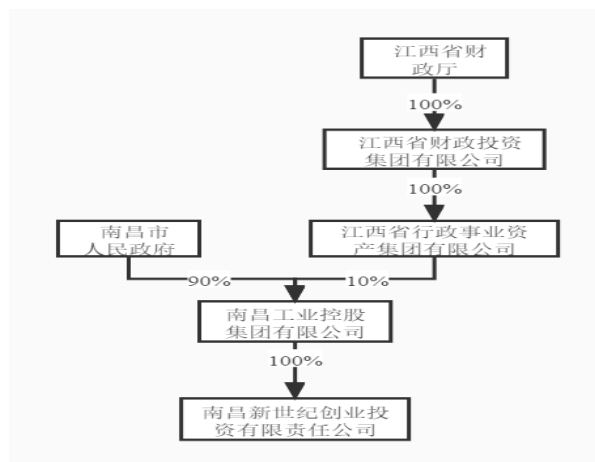 江西省财
政厅
100%
江西省财政投资
集团有限公司
100%
南昌市
人民政府
江西省行政事业资
产集团有限公司
90%
10%
南昌工业控股
集团有限公司
100%
南昌新世纪创业投
资有限责任公司